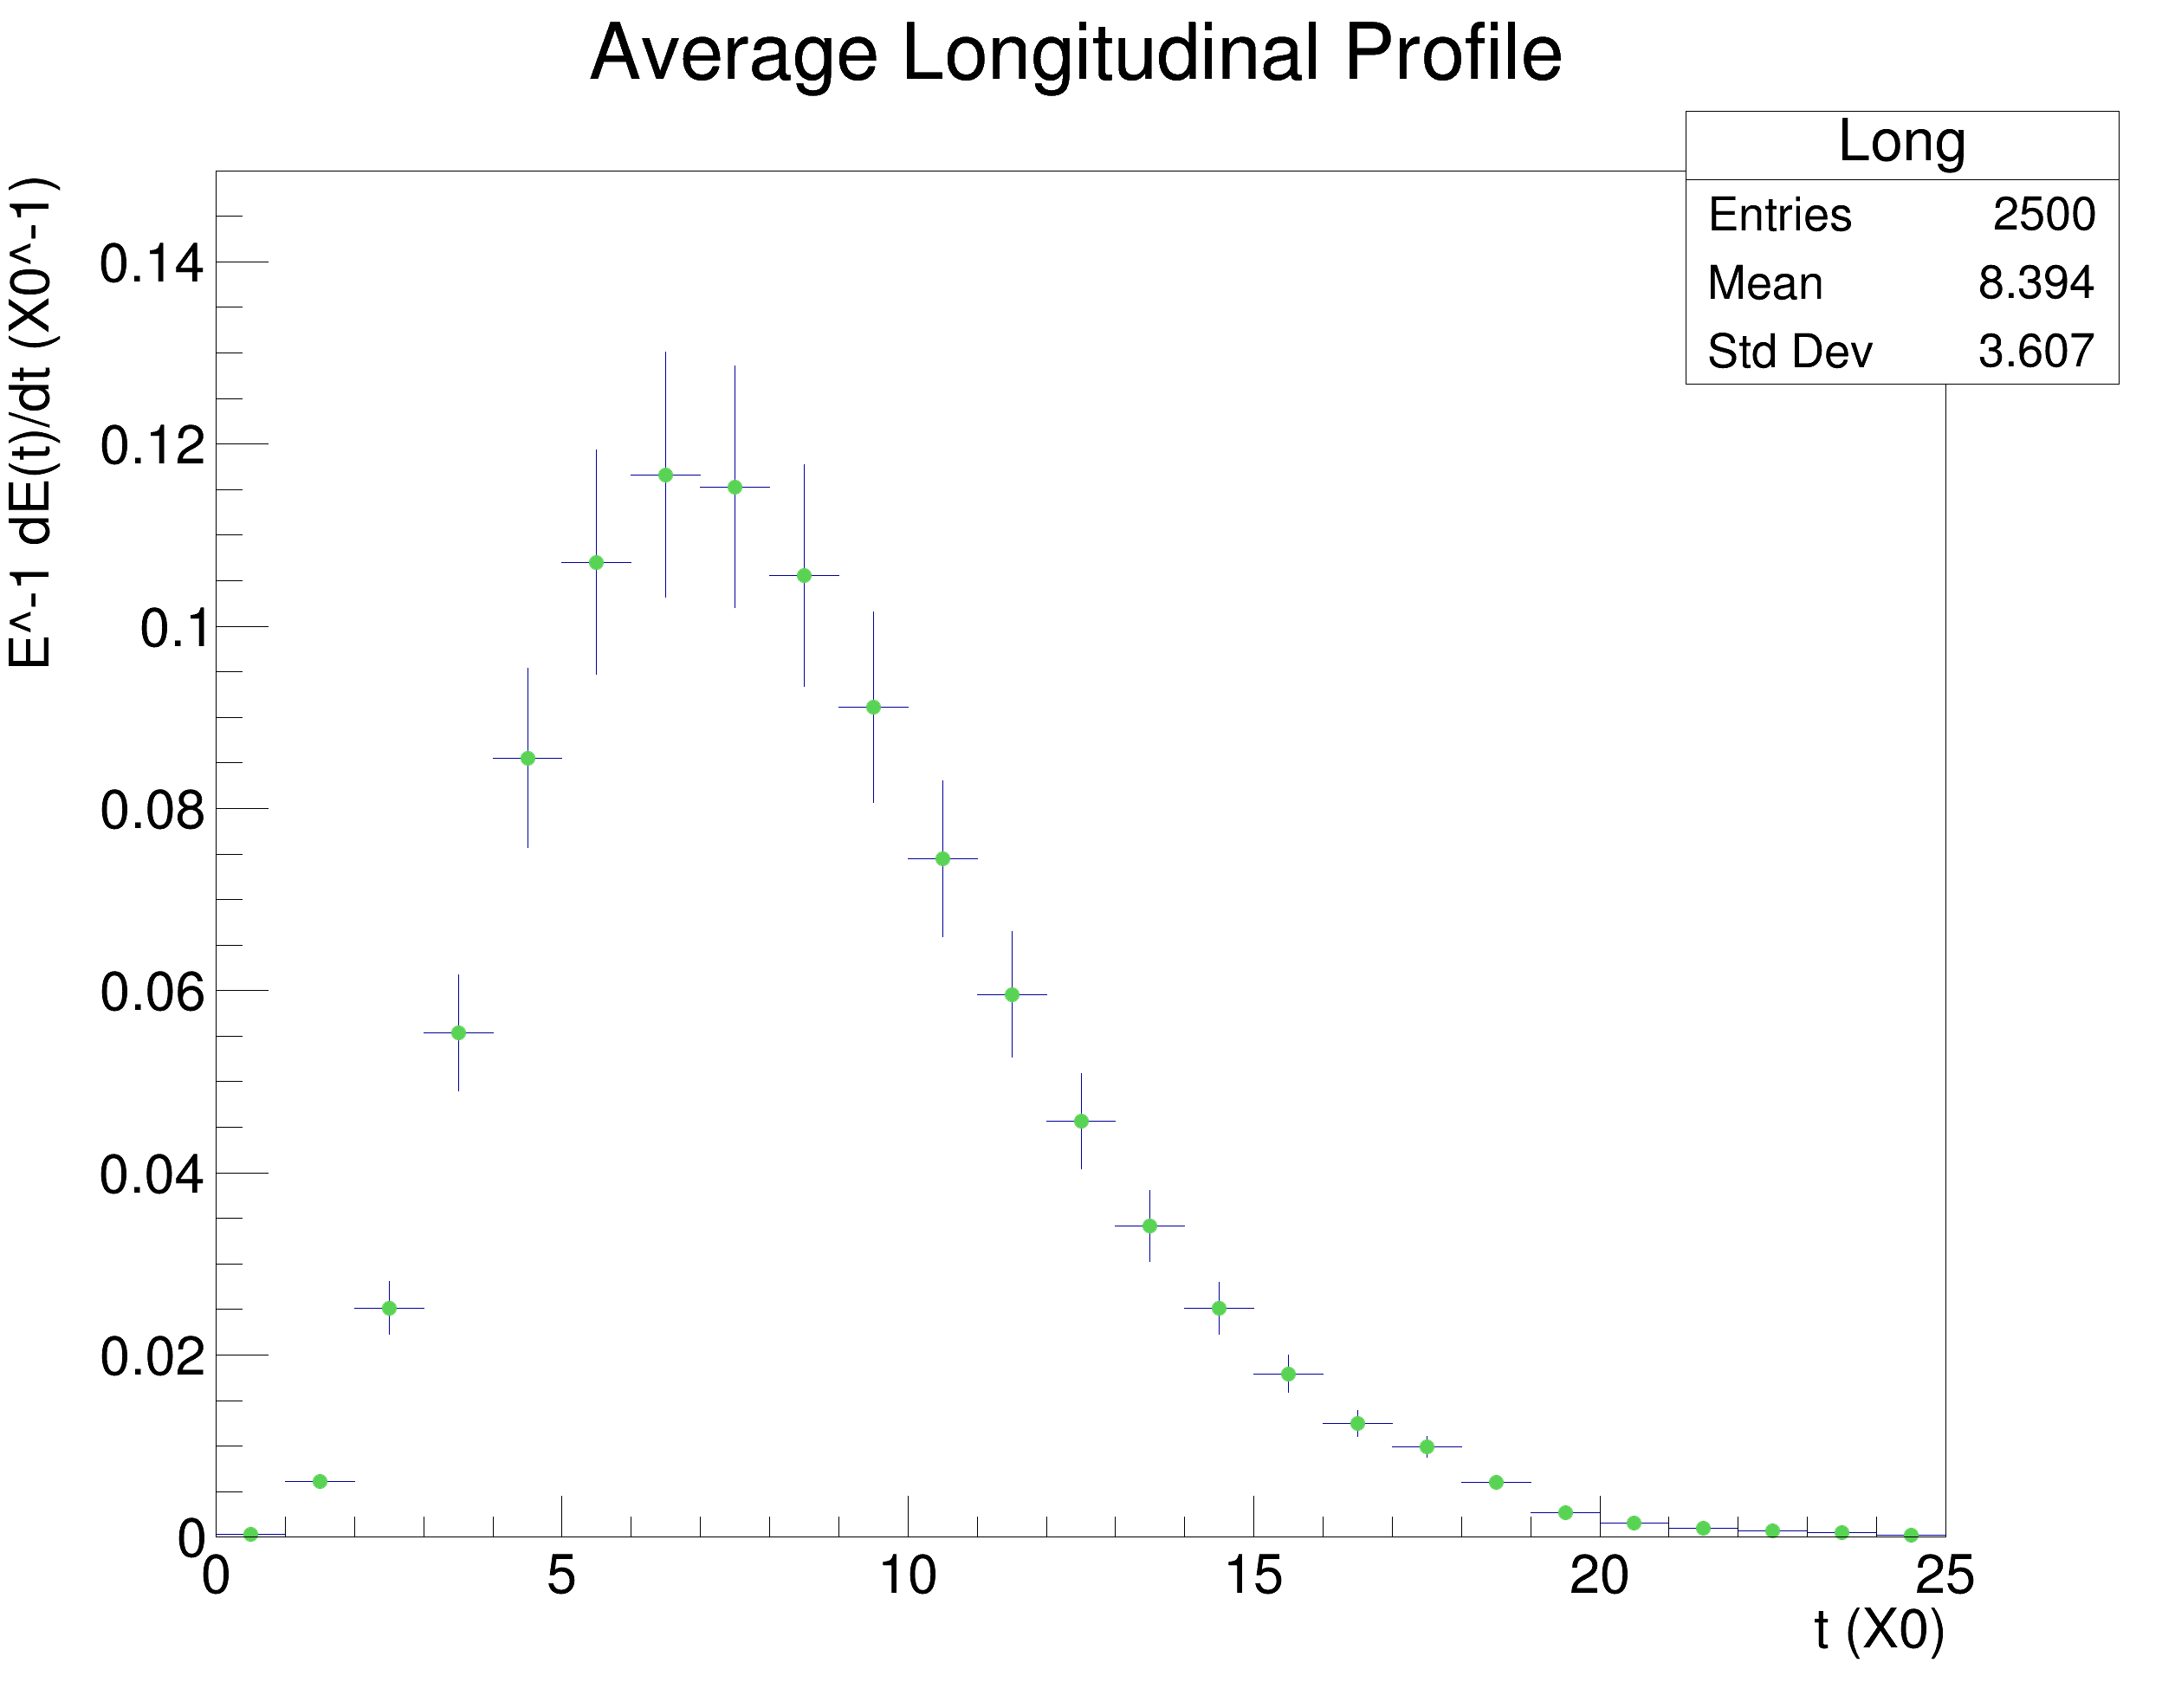 Average Longitudinal Profile
Long
Entries 2500
Mean 8.394
Std Dev 3.607
E^-1 dE(t)/dt (X0^-1)
0.14
0.12
0.1
0.08
0.06
0.04
0.02
0
0 5 10 15 20 25
t (X0)